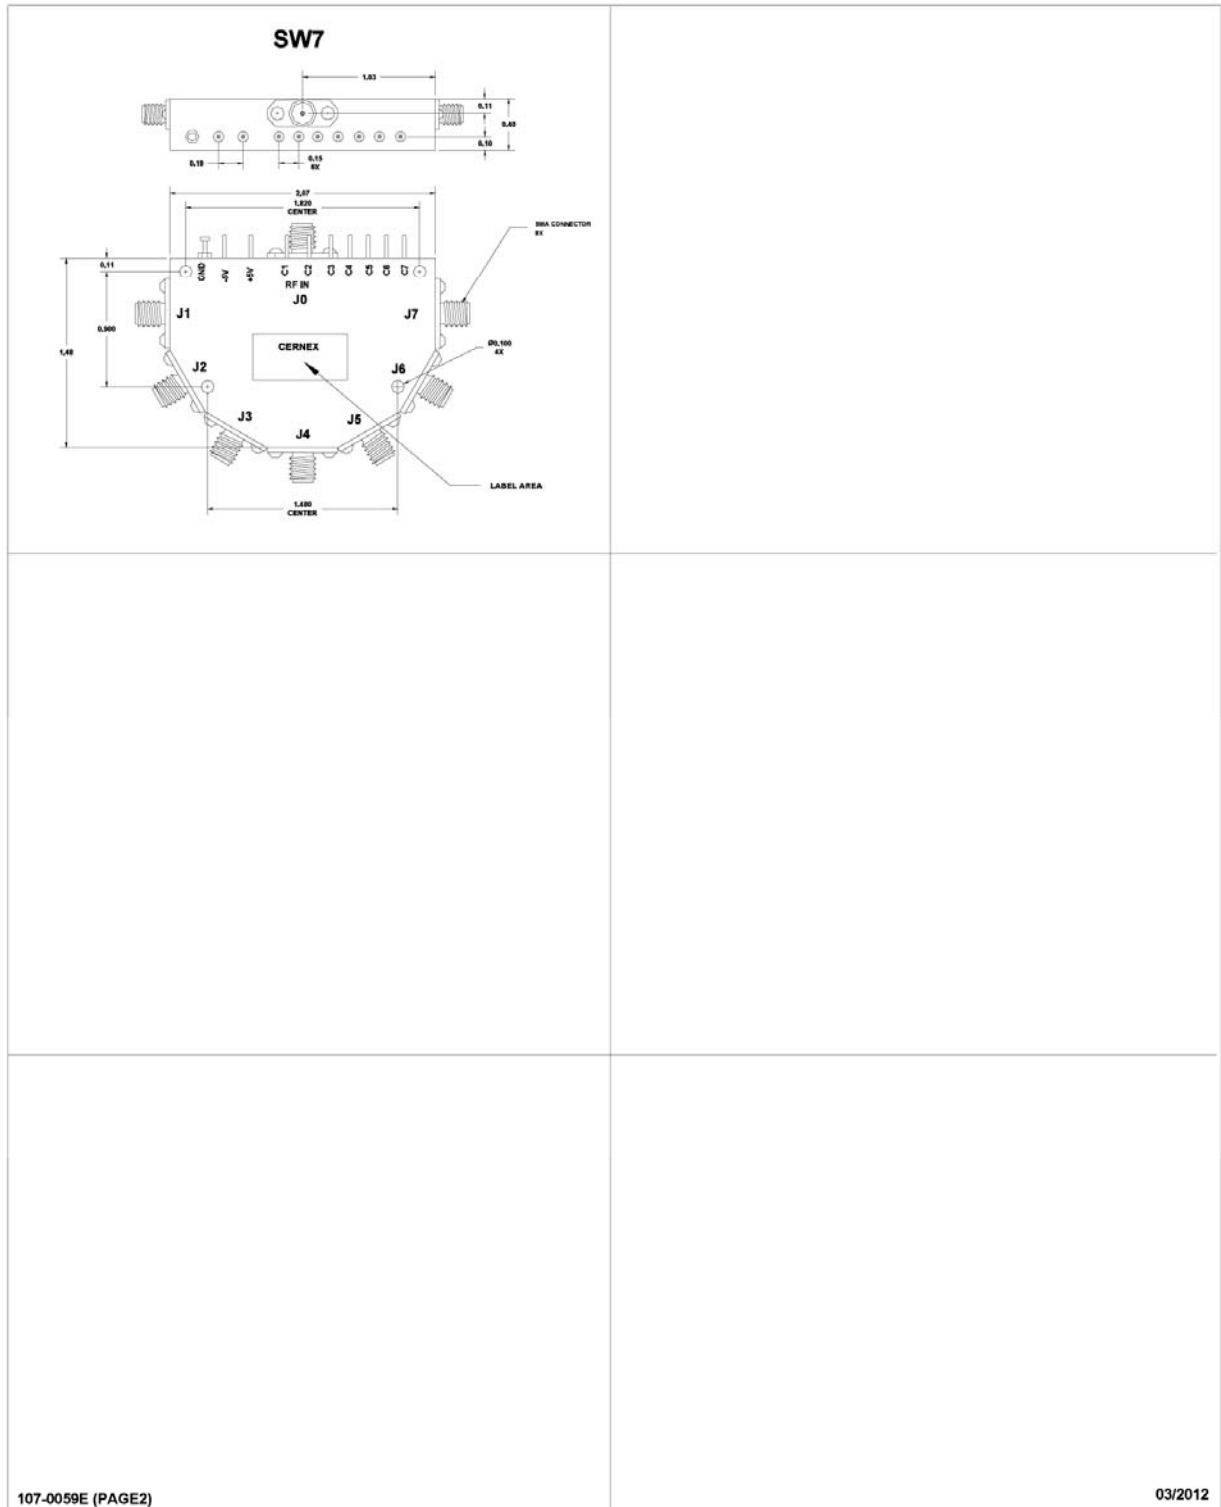 SW7
1,03
0,11
0,40
0,10
0,19
0,15
6X
2,07
1,820
CENTER
SMA CONNECTOR
8X
0,11
GND
-5V
+5V
C1
C2
C3
C4
C5
C6
C7
RF IN
J0
J1
J7
0,900
1,48
CERNEX
Ø0,100
4X
J2
J6
J3
J5
J4
LABEL AREA
1,480
CENTER
107-0059E (PAGE2)
03/2012